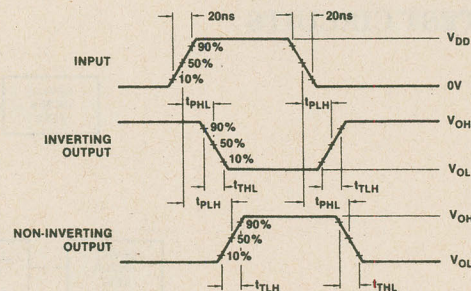 20ns
20ns
VDD
90%
INPUT
50%
10%
0V
tPHL
tPLH
VOH
90%
INVERTING
OUTPUT
50%
10%
VOL
tTHL
tTLH
tPLH
tPHL
VOH
90%
NON-INVERTING
OUTPUT
50%
10%
VOL
tTLH
tTHL